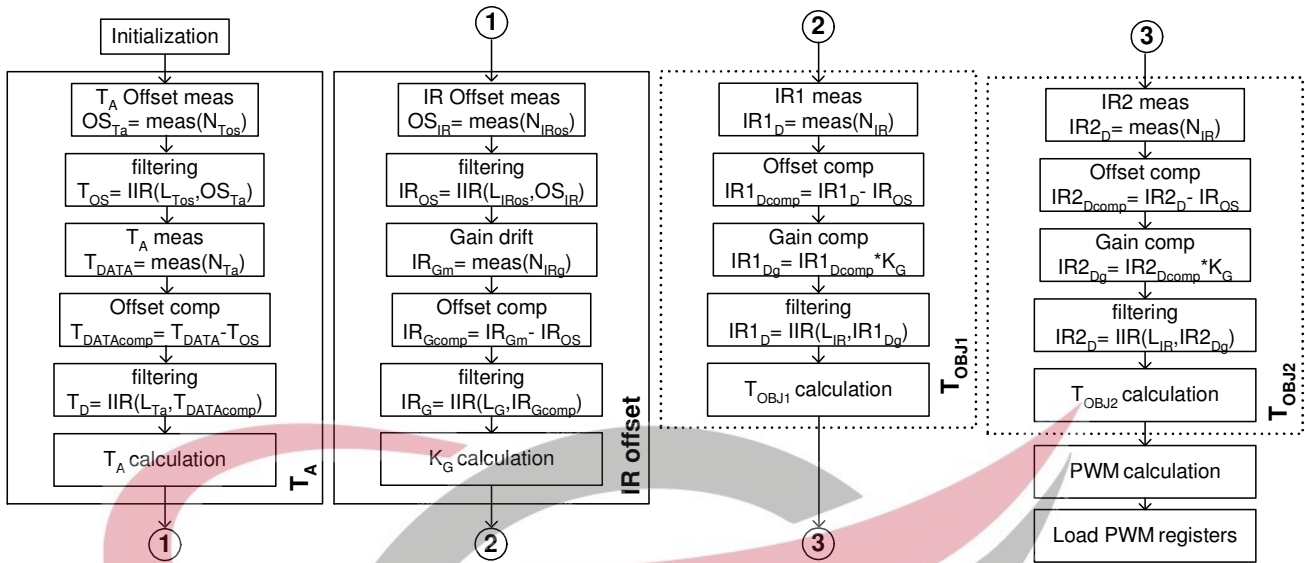 Initialization
T_A Offset meas
OS_Ta= meas(N_Tos)
filtering
T_OS= IIR(L_Tos,OS_Ta)
T_A meas
T_DATA= meas(N_Ta)
Offset comp
T_DATAcomp= T_DATA-T_OS
filtering
T_D= IIR(L_Ta,T_DATAcomp)
T_A calculation
T_A
1
1
IR Offset meas
OS_IR= meas(N_IRos)
filtering
IR_OS= IIR(L_IRos,OS_IR)
Gain drift
IR_Gm= meas(N_IRg)
Offset comp
IR_Gcomp= IR_Gm- IR_OS
filtering
IR_G= IIR(L_G,IR_Gcomp)
K_G calculation
IR offset
2
2
IR1 meas
IR1_D= meas(N_IR)
Offset comp
IR1_Dcomp= IR1_D- IR_OS
Gain comp
IR1_Dg= IR1_Dcomp*K_G
filtering
IR1_D= IIR(L_IR,IR1_Dg)
T_OBJ1 calculation
T_OBJ1
3
3
IR2 meas
IR2_D= meas(N_IR)
Offset comp
IR2_Dcomp= IR2_D- IR_OS
Gain comp
IR2_Dg= IR2_Dcomp*K_G
filtering
IR2_D= IIR(L_IR,IR2_Dg)
T_OBJ2 calculation
T_OBJ2
PWM calculation
Load PWM registers